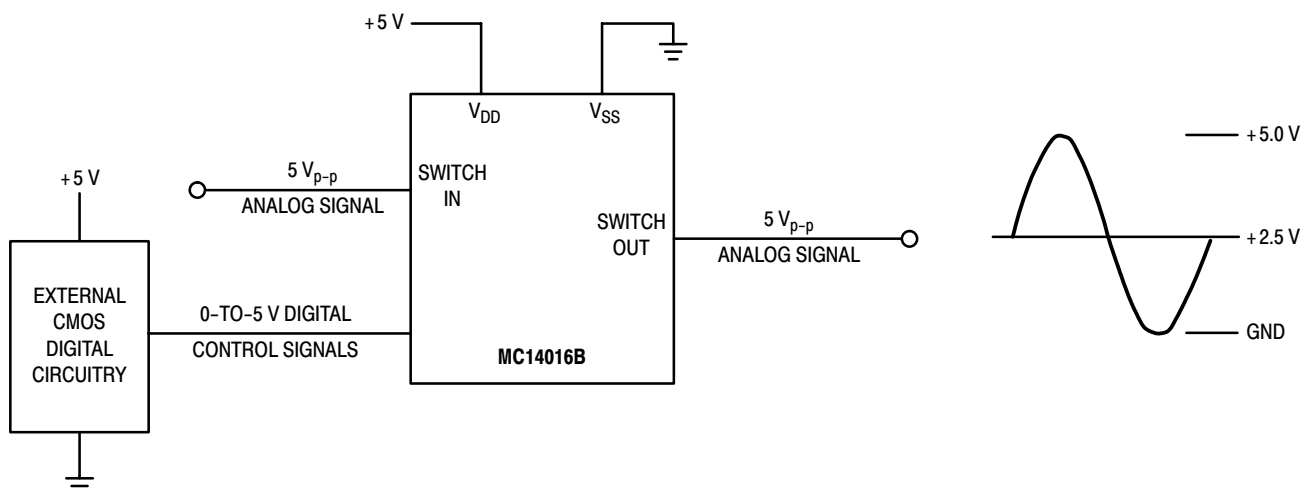 +5 V
V_DD
V_SS
+5.0 V
5 V_p-p
SWITCH
IN
+5 V
ANALOG SIGNAL
SWITCH
OUT
5 V_p-p
ANALOG SIGNAL
+2.5 V
EXTERNAL
CMOS
DIGITAL
CIRCUITRY
0-TO-5 V DIGITAL
CONTROL SIGNALS
MC14016B
GND